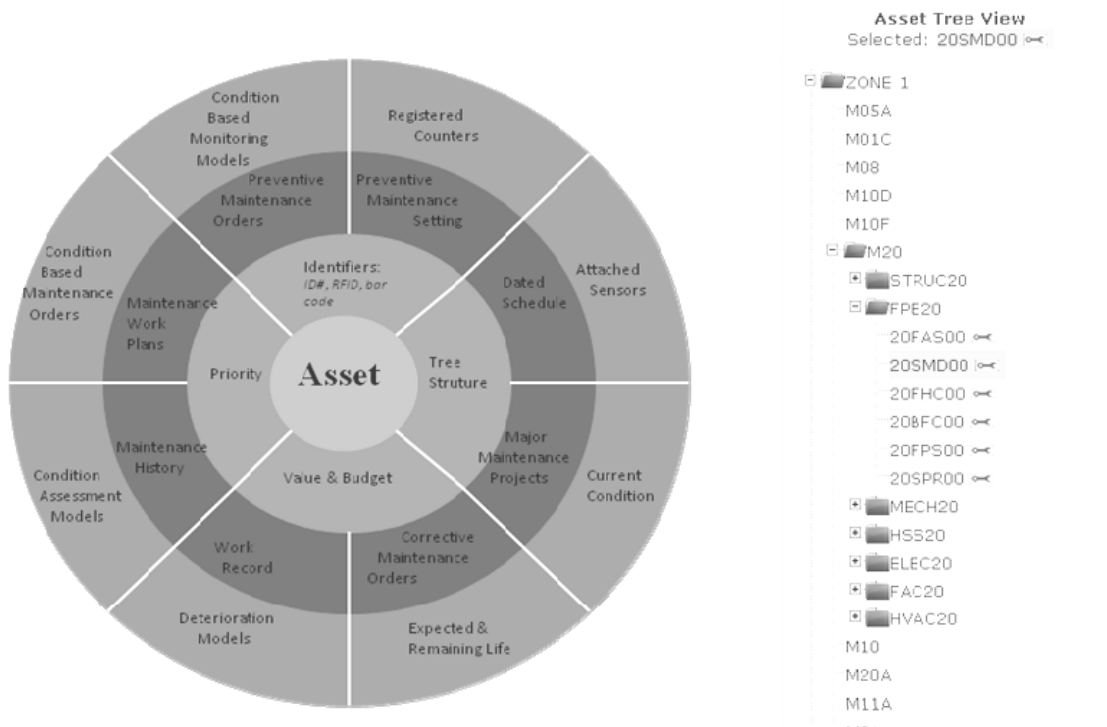 Condition
Based
Monitoring
Models
Registered
Counters
Preventive
Maintenance
Orders
Preventive
Maintenance
Setting
Condition
Based
Maintenance
Orders
Maintenance
Work
Plans
Identifiers:
ID#, RFID, bar
code
Dated
Schedule
Attached
Sensors
Priority
Asset
Tree
Struture
Condition
Assessment
Models
Maintenance
History
Value & Budget
Major
Maintenance
Projects
Current
Condition
Work
Record
Corrective
Maintenance
Orders
Deterioration
Models
Expected &
Remaining Life
Asset Tree View
Selected: 20SMD00
ZONE 1
M05A
M01C
M08
M10D
M10F
M20
STRUC20
FPE20
20FAS00
20SMD00
20FHC00
20BFC00
20FPS00
20SPR00
MECH20
HSS20
ELEC20
FAC20
HVAC20
M10
M20A
M11A